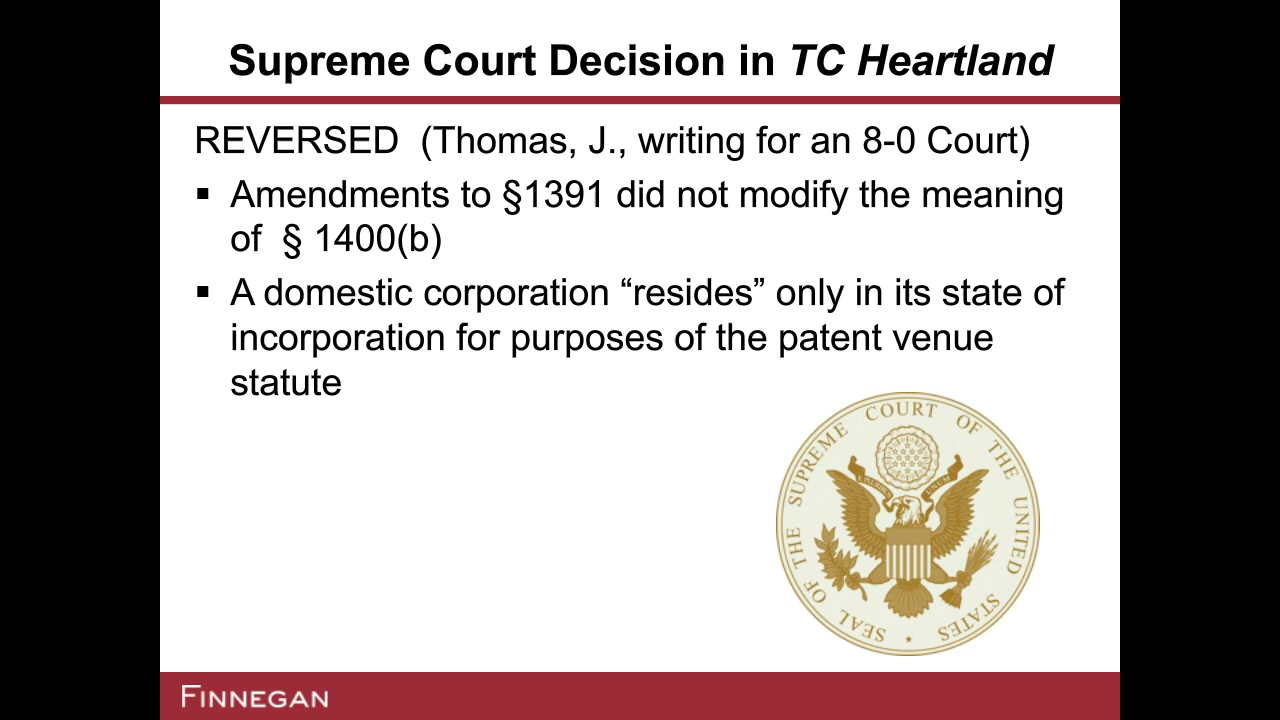 Supreme Court Decision in TC Heartland
REVERSED (Thomas, J., writing for an 8-0 Court)
▪ Amendments to §1391 did not modify the meaning
of § 1400(b)
▪ A domestic corporation “resides” only in its state of
incorporation for purposes of the patent venue
statute
SEAL OF THE SUPREME COURT OF THE UNITED STATES
E PLURIBUS UNUM
FINNEGAN